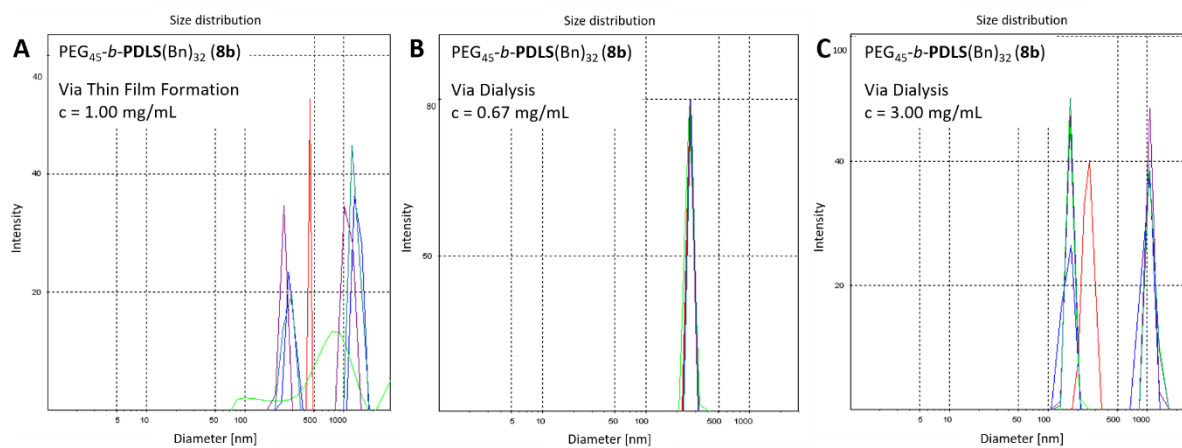 Size distribution
A
PEG45-b-PDLS(Bn)32 (8b)
Via Thin Film Formation
c = 1.00 mg/mL
40
40
20
Intensity
5 10 100 500 1000
Diameter [nm]
Size distribution
B
PEG45-b-PDLS(Bn)32 (8b)
Via Dialysis
c = 0.67 mg/mL
80
50
Intensity
5 10 100 500 1000
Diameter [nm]
Size distribution
C
PEG45-b-PDLS(Bn)32 (8b)
Via Dialysis
c = 3.00 mg/mL
100
40
20
Intensity
5 10 100 500 1000
Diameter [nm]